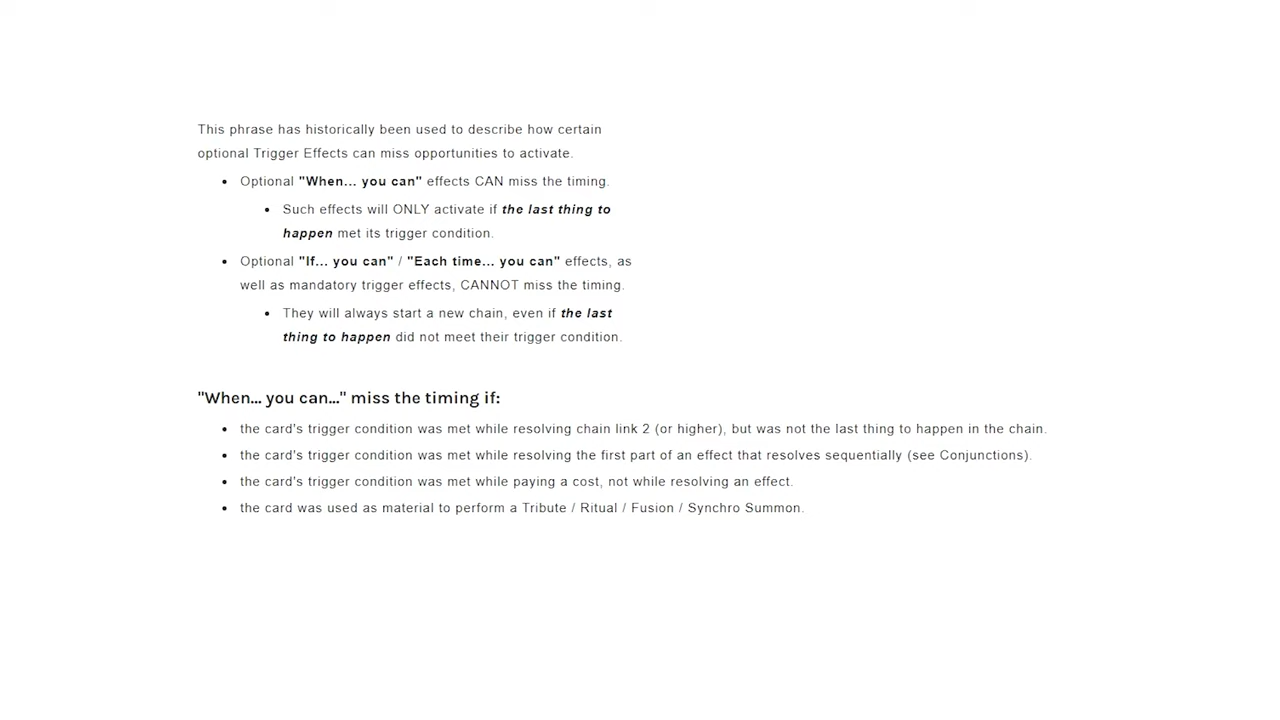 This phrase has historically been used to describe how certain
optional Trigger Effects can miss opportunities to activate.
• Optional "When... you can" effects CAN miss the timing.
• Such effects will ONLY activate if the last thing to
happen met its trigger condition.
• Optional "If... you can" / "Each time... you can" effects, as
well as mandatory trigger effects, CANNOT miss the timing.
• They will always start a new chain, even if the last
thing to happen did not meet their trigger condition.
"When... you can..." miss the timing if:
• the card's trigger condition was met while resolving chain link 2 (or higher), but was not the last thing to happen in the chain.
• the card's trigger condition was met while resolving the first part of an effect that resolves sequentially (see Conjunctions).
• the card's trigger condition was met while paying a cost, not while resolving an effect.
• the card was used as material to perform a Tribute / Ritual / Fusion / Synchro Summon.